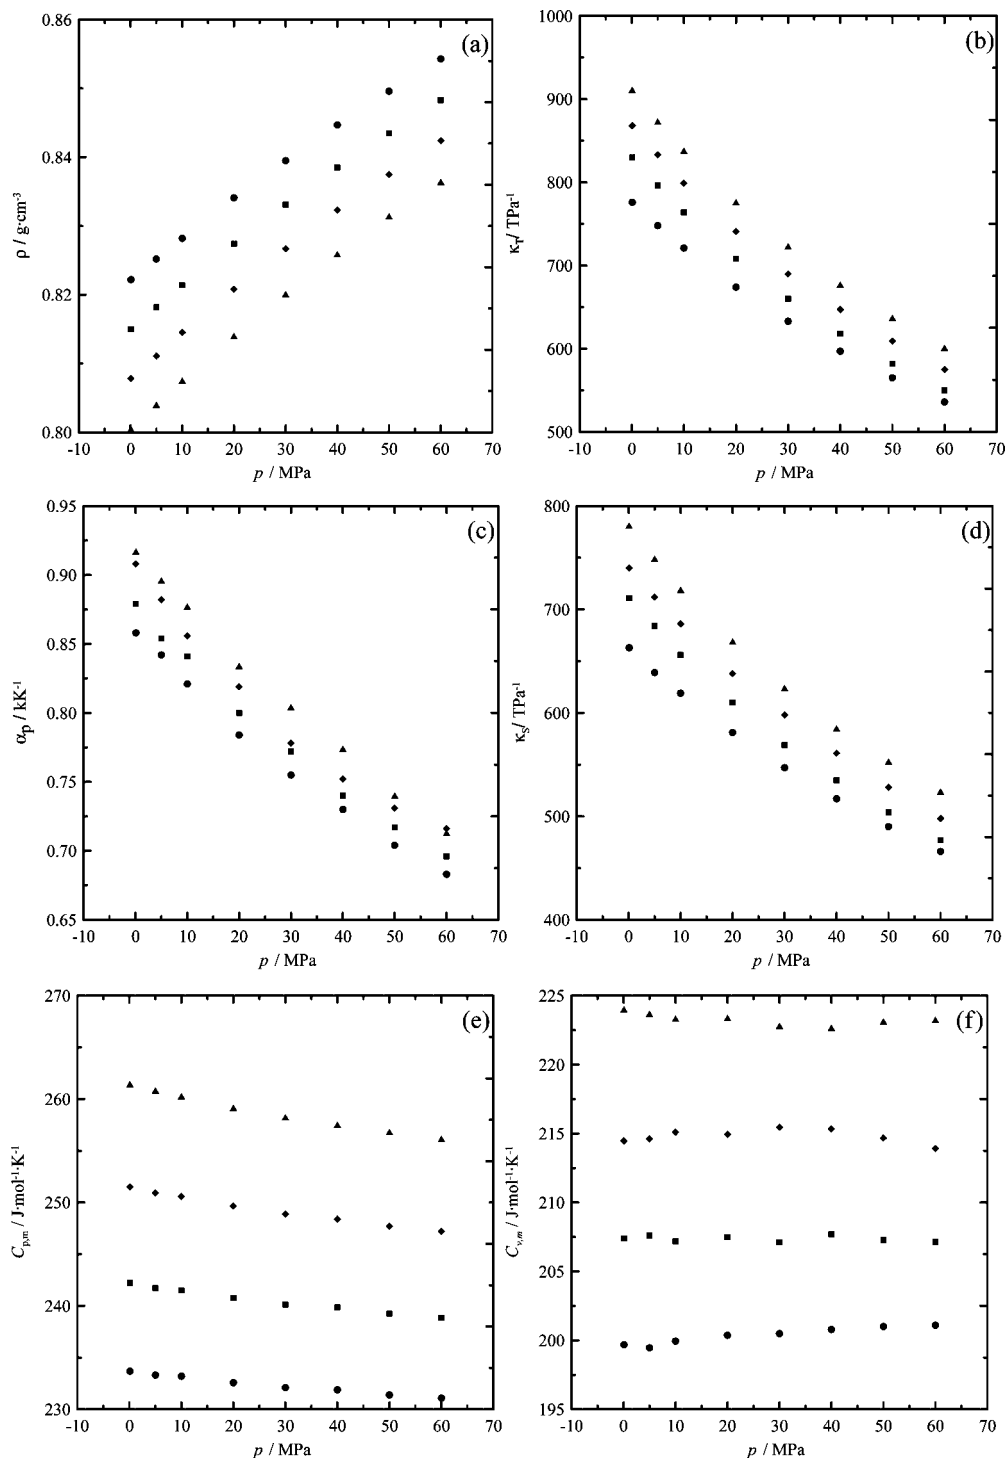 (a)
0.86
0.84
0.82
0.80
ρ / g·cm⁻³
-10 0 10 20 30 40 50 60 70
p / MPa
(b)
1000
900
800
700
600
500
κT/ TPa⁻¹
-10 0 10 20 30 40 50 60 70
p / MPa
(c)
0.95
0.90
0.85
0.80
0.75
0.70
0.65
αp / kK⁻¹
-10 0 10 20 30 40 50 60 70
p / MPa
(d)
800
700
600
500
400
κS/ TPa⁻¹
-10 0 10 20 30 40 50 60 70
p / MPa
(e)
270
260
250
240
230
Cp,m / J·mol⁻¹·K⁻¹
-10 0 10 20 30 40 50 60 70
p / MPa
(f)
225
220
215
210
205
200
195
Cv,m / J·mol⁻¹·K⁻¹
-10 0 10 20 30 40 50 60 70
p / MPa